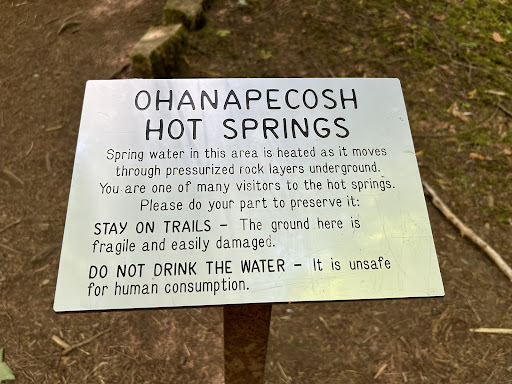 OHANAPECOSH
HOT SPRINGS
Spring water in this area is heated as it moves
through pressurized rock layers underground.
You are one of many visitors to the hot springs.
Please do your part to preserve it:
STAY ON TRAILS – The ground here is
fragile and easily damaged.
DO NOT DRINK THE WATER – It is unsafe
for human consumption.